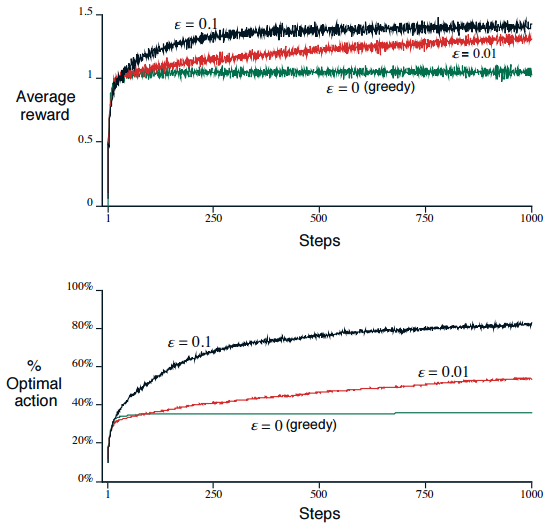 1.5
ε = 0.1
ε = 0.01
1
ε = 0 (greedy)
Average
reward
0.5
0
1 250 500 750 1000
Steps
100%
80%
ε = 0.1
%
Optimal
action
60%
ε = 0.01
40%
ε = 0 (greedy)
20%
0%
1 250 500 750 1000
Steps